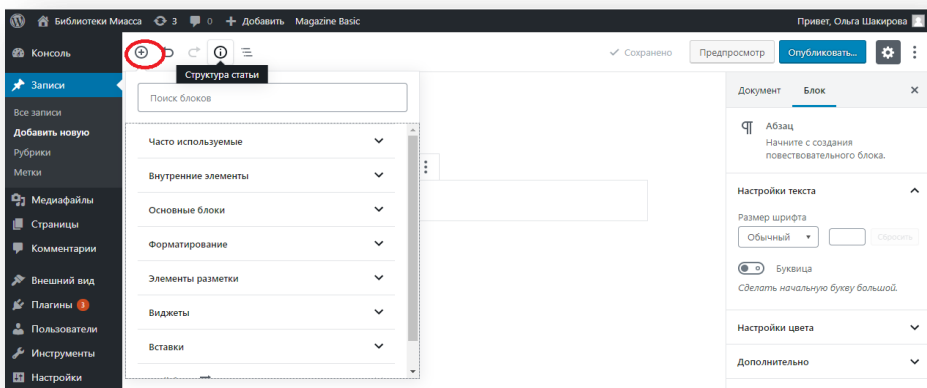 Библиотеки Миасса 3 0 Добавить Magazine Basic Привет, Ольга Шакирова
Консоль
Записи
Все записи
Добавить новую
Рубрики
Метки
Медиафайлы
Страницы
Комментарии
Внешний вид
Плагины 3
Пользователи
Инструменты
Настройки
Сохранено Предпросмотр Опубликовать...
Структура статьи
Поиск блоков
Часто используемые
Внутренние элементы
Основные блоки
Форматирование
Элементы разметки
Виджеты
Вставки
Документ Блок
Абзац
Начните с создания
повествовательного блока.
Настройки текста
Размер шрифта
Обычный Сбросить
Буквица
Сделать начальную букву большой.
Настройки цвета
Дополнительно